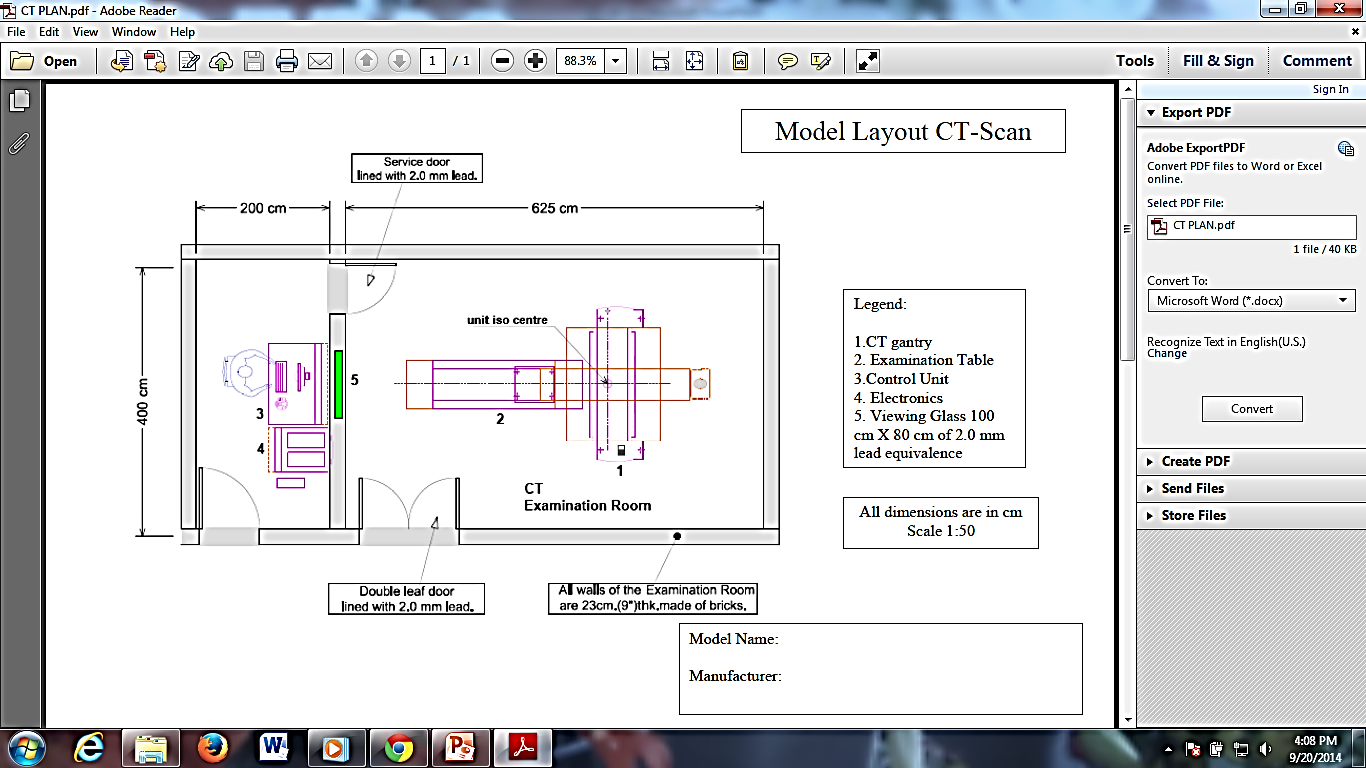 CT PLAN.pdf - Adobe Reader
File Edit View Window Help
Open 1 / 1 88.3% Tools Fill & Sign Comment
Sign In
Model Layout CT-Scan
Service door
lined with 2.0 mm lead.
200 cm
625 cm
400 cm
unit iso centre
5
3
4
2
1
CT
Examination Room
Double leaf door
lined with 2.0 mm lead.
All walls of the Examination Room
are 23cm.(9")thk.made of bricks.
Legend:
1.CT gantry
2. Examination Table
3.Control Unit
4. Electronics
5. Viewing Glass 100
cm X 80 cm of 2.0 mm
lead equivalence
All dimensions are in cm
Scale 1:50
Model Name:
Manufacturer:
Export PDF
Adobe ExportPDF
Convert PDF files to Word or Excel
online.
Select PDF File:
CT PLAN.pdf
1 file / 40 KB
Convert To:
Microsoft Word (*.docx)
Recognize Text in English(U.S.)
Change
Convert
Create PDF
Send Files
Store Files
4:08 PM
9/20/2014